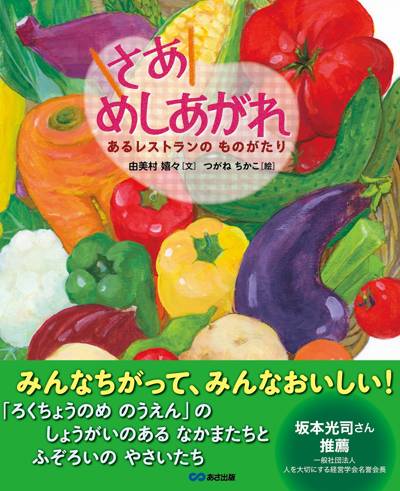 さあ
めしあがれ
あるレストランの ものがたり
由美村 嬉々[文] つがね ちかこ[絵]
みんなちがって、みんなおいしい!
「ろくちょうのめ のうえん」の
しょうがいのある なかまたちと
ふぞろいの やさいたち
坂本光司さん
推薦
一般社団法人
人を大切にする経営学会名誉会長
あさ出版